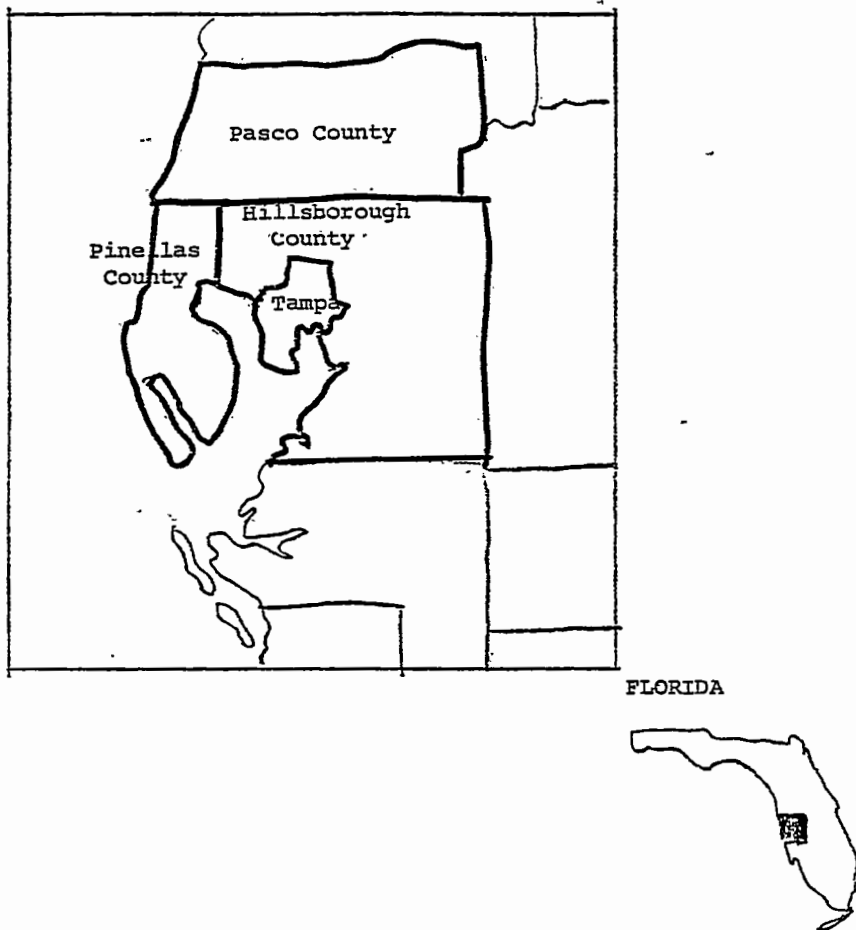 Pasco County
Hillsborough
County
Pinellas
County
Tampa
FLORIDA